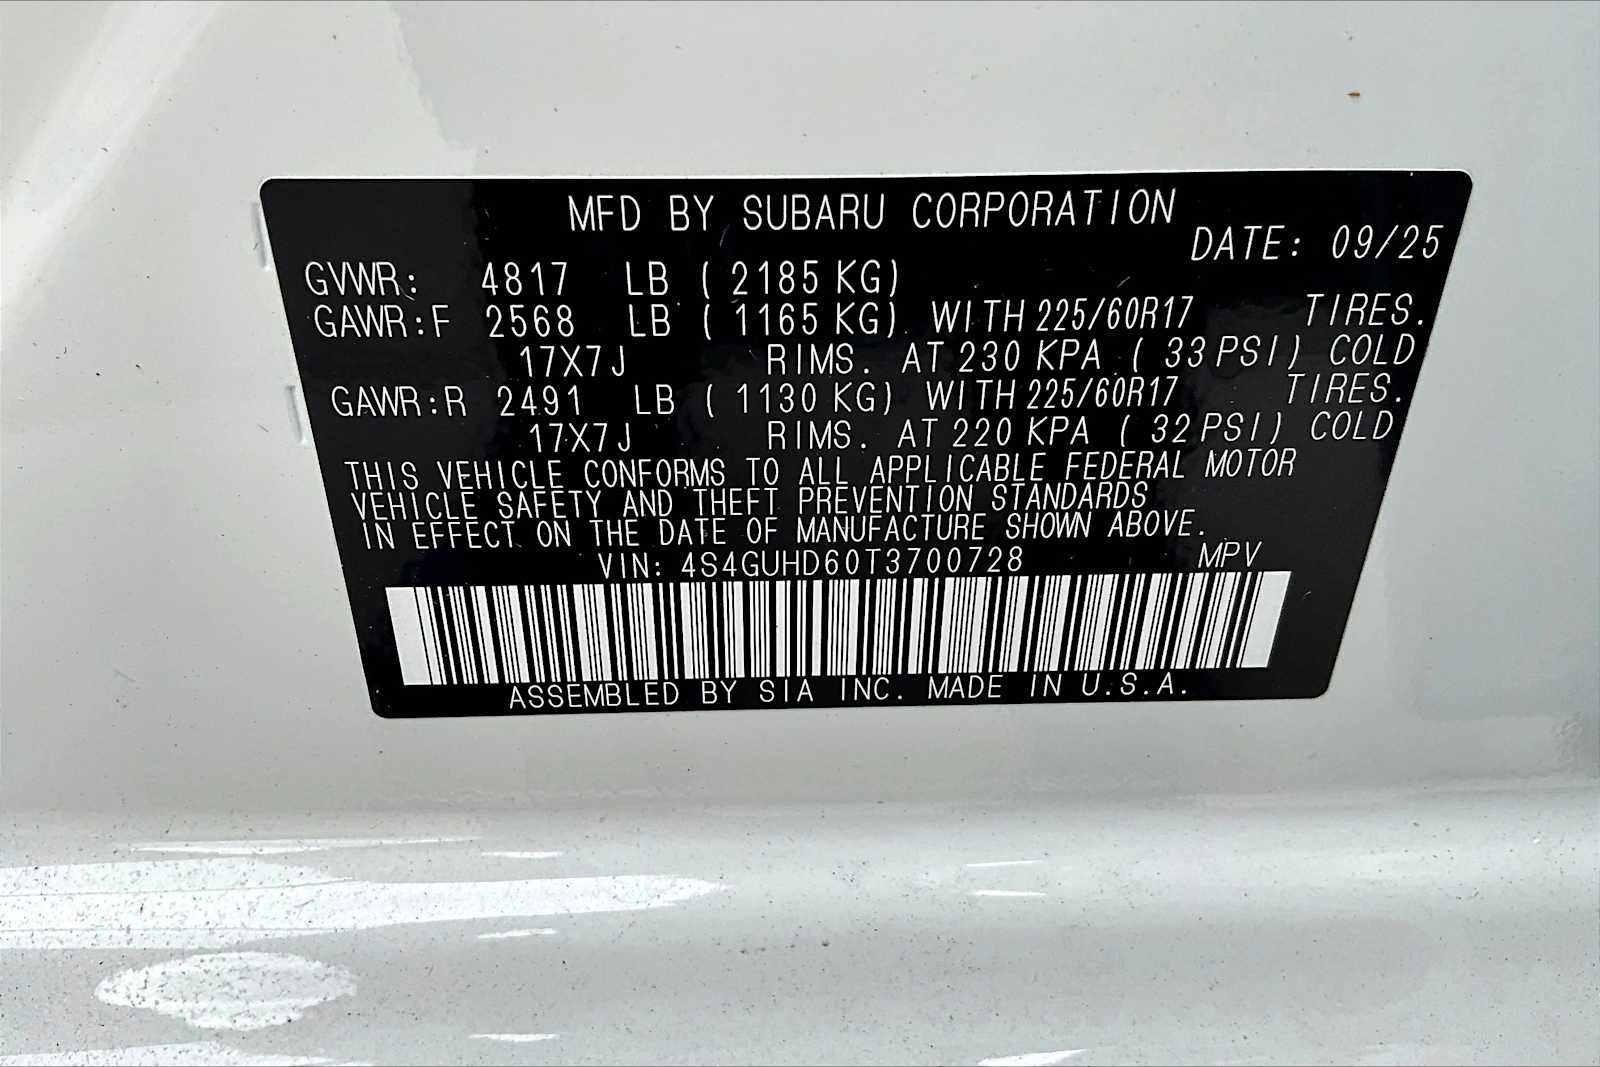 MFD BY SUBARU CORPORATION
DATE: 09/25
GVWR: 4817 LB ( 2185 KG)
GAWR:F 2568 LB ( 1165 KG) WITH 225/60R17 TIRES.
17X7J RIMS. AT 230 KPA ( 33 PSI) COLD
GAWR:R 2491 LB ( 1130 KG) WITH 225/60R17 TIRES.
17X7J RIMS. AT 220 KPA ( 32 PSI) COLD
THIS VEHICLE CONFORMS TO ALL APPLICABLE FEDERAL MOTOR
VEHICLE SAFETY AND THEFT PREVENTION STANDARDS
IN EFFECT ON THE DATE OF MANUFACTURE SHOWN ABOVE.
VIN: 4S4GUHD60T3700728 MPV
ASSEMBLED BY SIA INC. MADE IN U.S.A.